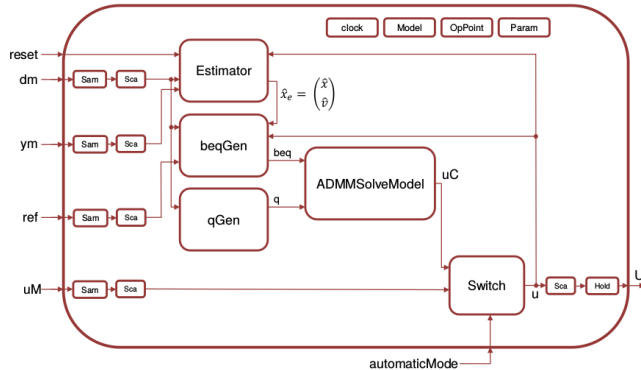 clock Model OpPoint Param
reset
dm
Sam Sca
Estimator
x̂ₑ = (x̂
v̂)
ym
Sam Sca
beqGen
beq
ADMMSolveModel
uC
ref
Sam Sca
qGen
q
uM
Sam Sca
Switch
u
Sca
Hold
U
automaticMode